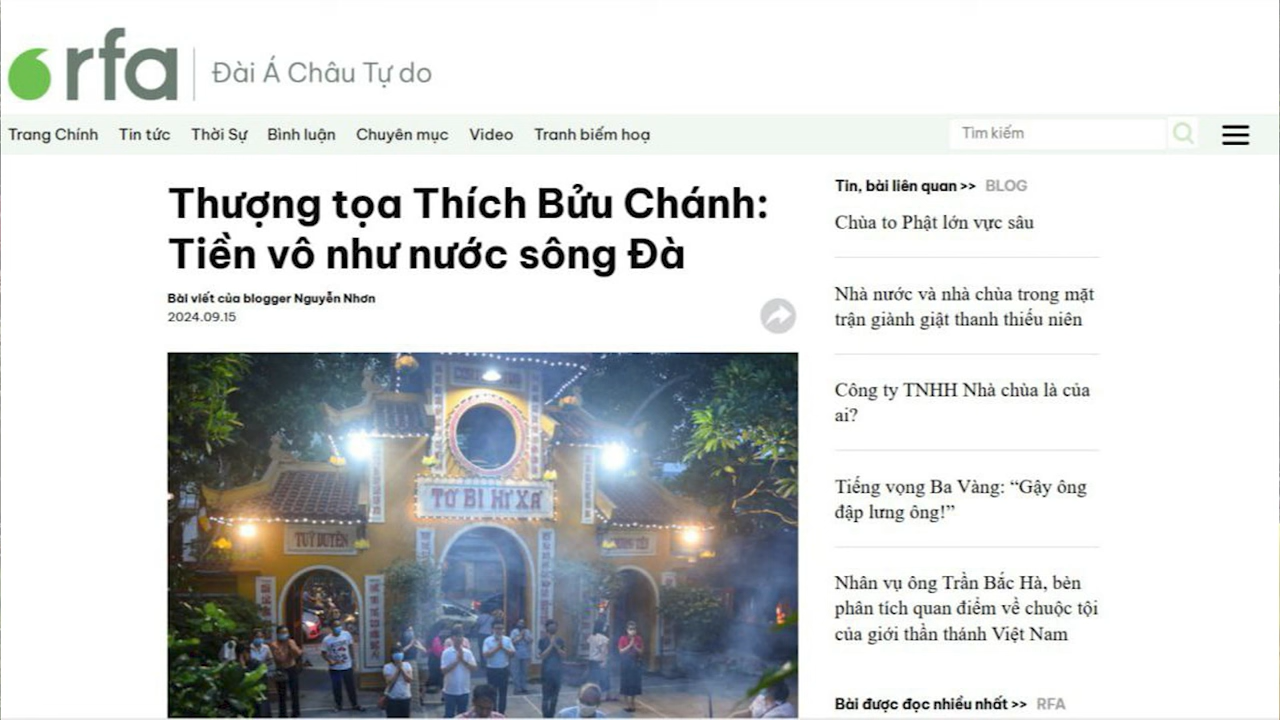 rfa
Đài Á Châu Tự do
Trang Chính Tin tức Thời Sự Bình luận Chuyên mục Video Tranh biếm hoạ
Tìm kiếm
Thượng tọa Thích Bửu Chánh:
Tiền vô như nước sông Đà
Bài viết của blogger Nguyễn Nhơn
2024.09.15
TỪ BI HỈ XẢ
TUỲ DUYÊN
Tin, bài liên quan >> BLOG
Chùa to Phật lớn vực sâu
Nhà nước và nhà chùa trong mặt
trận giành giật thanh thiếu niên
Công ty TNHH Nhà chùa là của
ai?
Tiếng vọng Ba Vàng: “Gậy ông
đập lưng ông!”
Nhân vụ ông Trần Bắc Hà, bèn
phân tích quan điểm về chuộc tội
của giới thần thánh Việt Nam
Bài được đọc nhiều nhất >> RFA